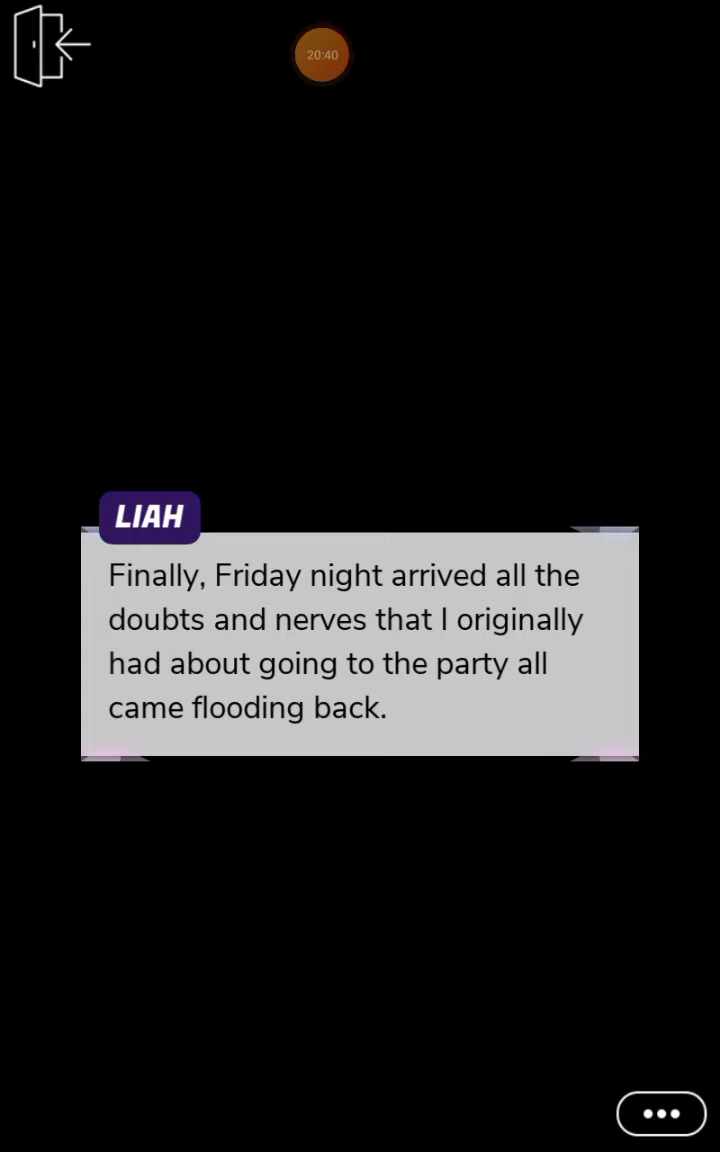 20:40
LIAH
Finally, Friday night arrived all the
doubts and nerves that I originally
had about going to the party all
came flooding back.